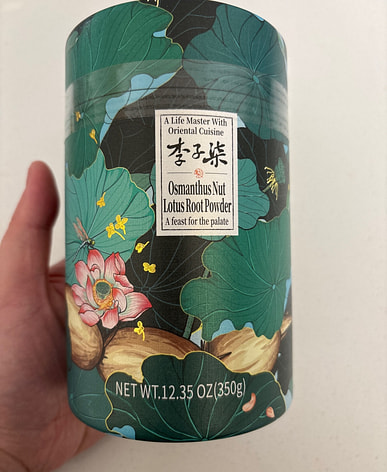 A Life Master With
Oriental Cuisine
李子柒
Osmanthus Nut
Lotus Root Powder
A feast for the palate
NET WT.12.35 OZ(350g)